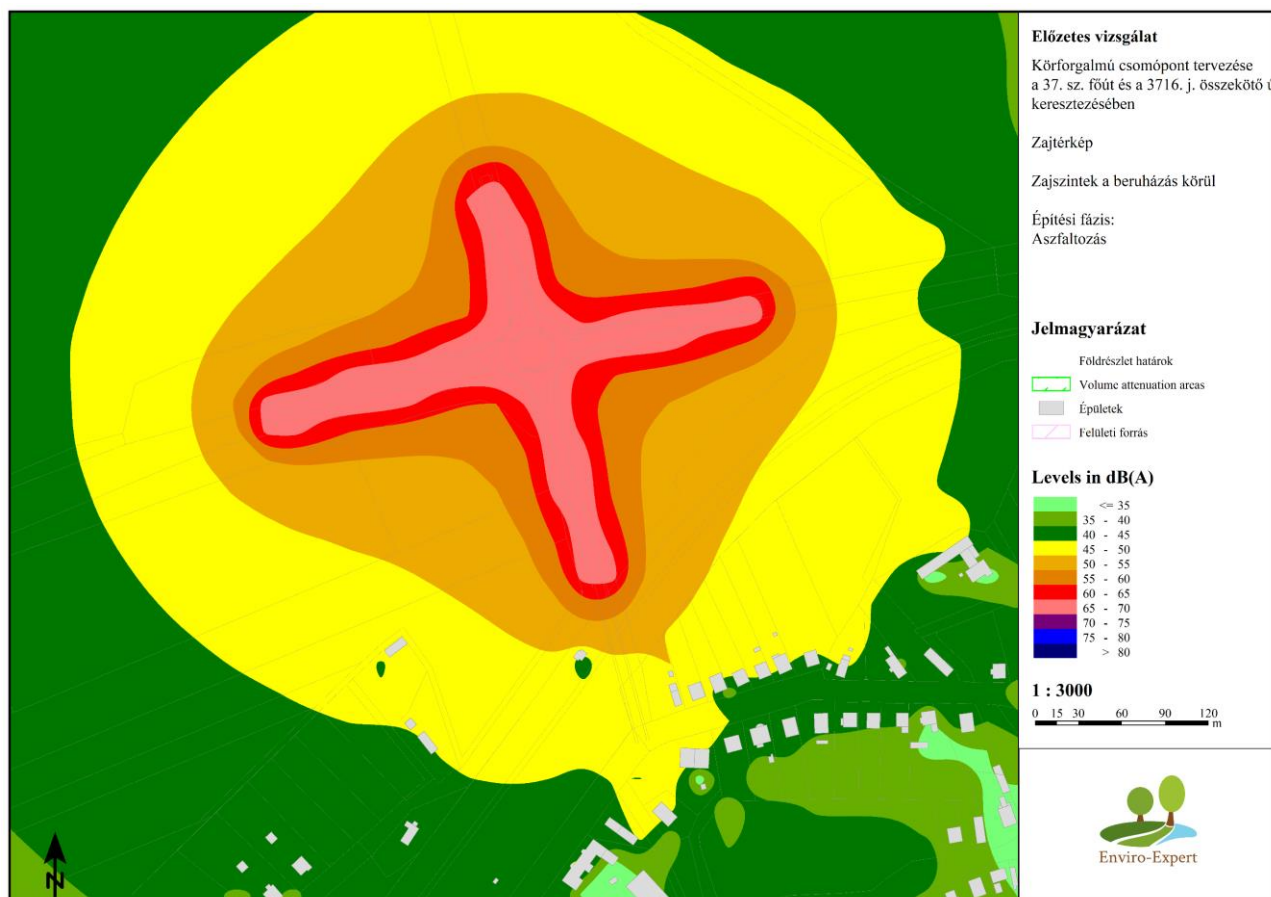 Előzetes vizsgálat
Körforgalmú csomópont tervezése
a 37. sz. főút és a 3716. j. összekötő ú
keresztezésében
Zajtérkép
Zajszintek a beruházás körül
Építési fázis:
Aszfaltozás
Jelmagyarázat
Földrészlet határok
Volume attenuation areas
Épületek
Felületi forrás
Levels in dB(A)
<= 35
35 - 40
40 - 45
45 - 50
50 - 55
55 - 60
60 - 65
65 - 70
70 - 75
75 - 80
> 80
1 : 3000
0 15 30 60 90 120
m
Enviro-Expert
N